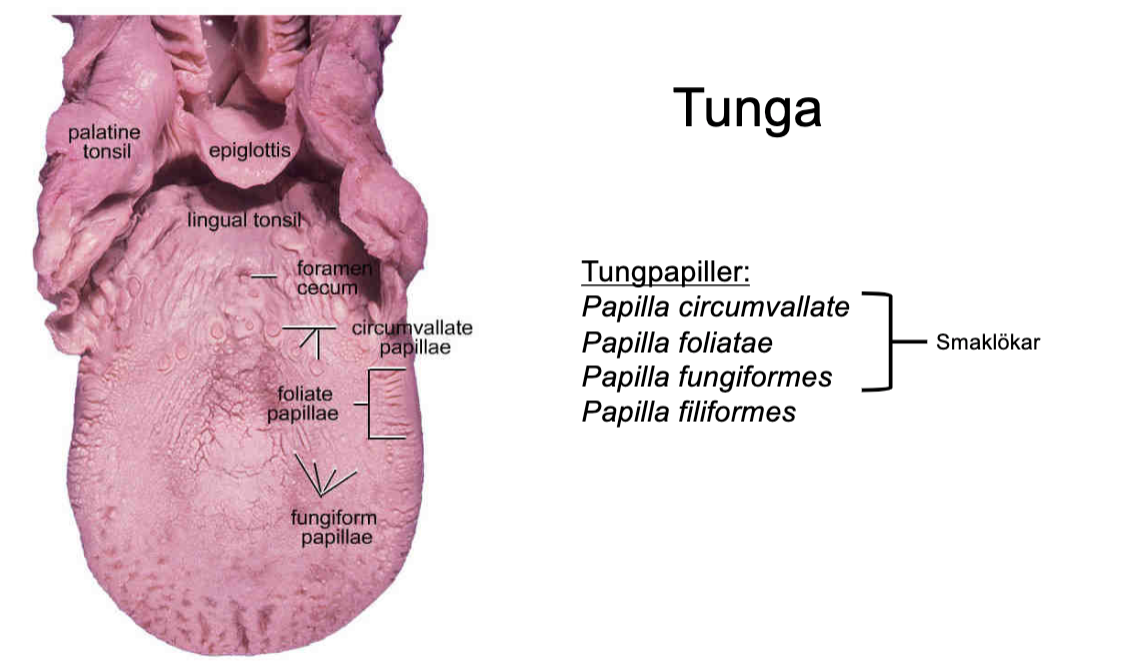 palatine
tonsil
epiglottis
lingual tonsil
foramen
cecum
circumvallate
papillae
foliate
papillae
fungiform
papillae
Tunga
Tungpapiller:
Papilla circumvallate
Papilla foliatae
Papilla fungiformes
Papilla filiformes
Smaklökar